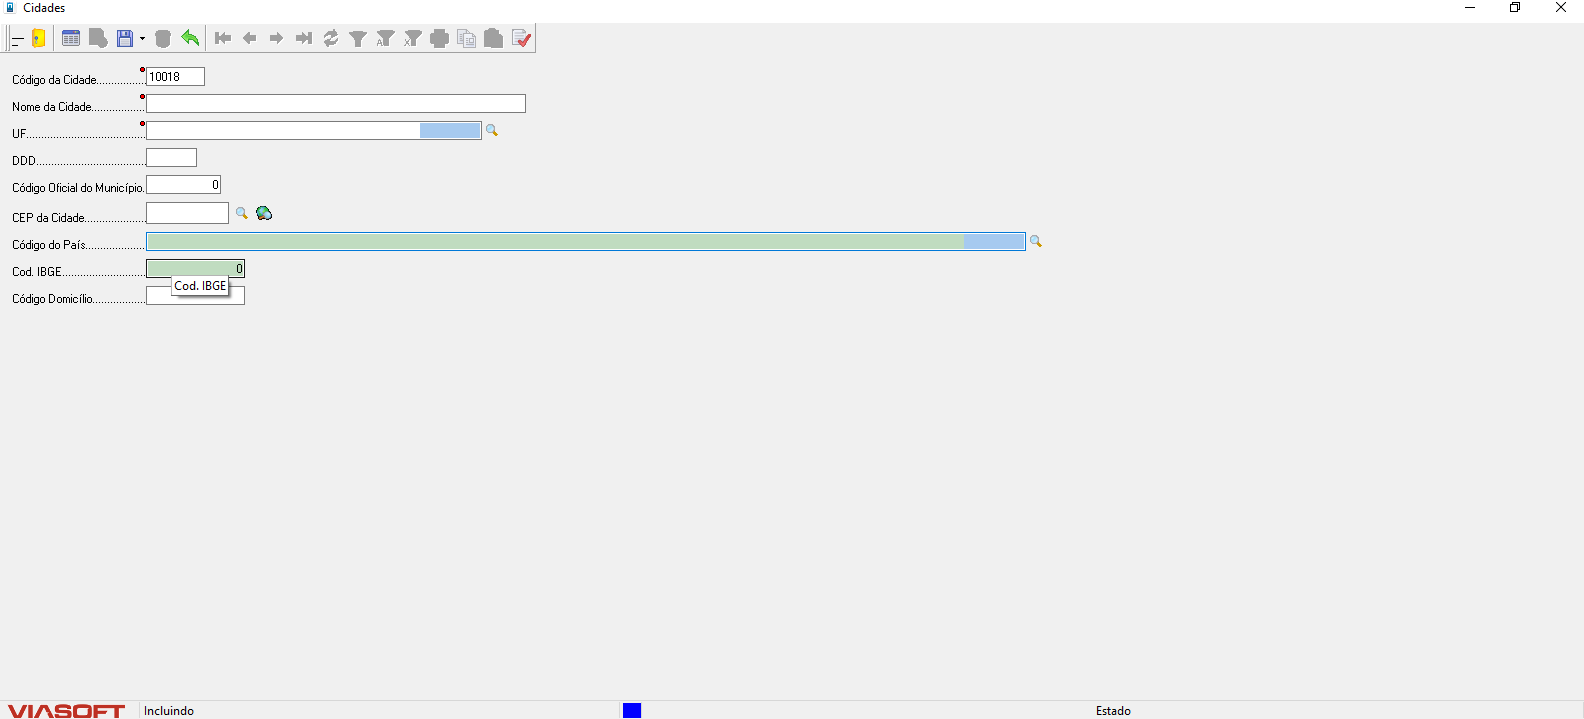 Cidades
Código da Cidade................ 10018
Nome da Cidade..................
UF........................................
DDD.....................................
Código Oficial do Município. 0
CEP da Cidade.....................
Código do País....................
Cod. IBGE............................ 0
Cod. IBGE
Código Domicílio..................
VIASOFT Incluindo Estado